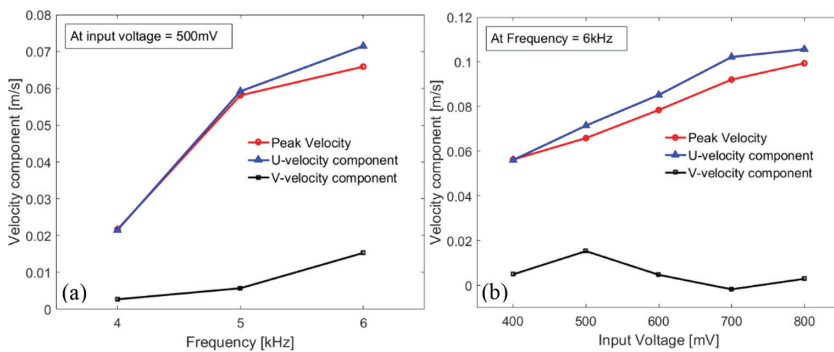 At input voltage = 500mV
Velocity component [m/s]
0.08
0.07
0.06
0.05
0.04
0.03
0.02
0.01
0
Peak Velocity
U-velocity component
V-velocity component
(a)
4 5 6
Frequency [kHz]
At Frequency = 6kHz
Velocity component [m/s]
0.12
0.1
0.08
0.06
0.04
0.02
0
Peak Velocity
U-velocity component
V-velocity component
(b)
400 500 600 700 800
Input Voltage [mV]